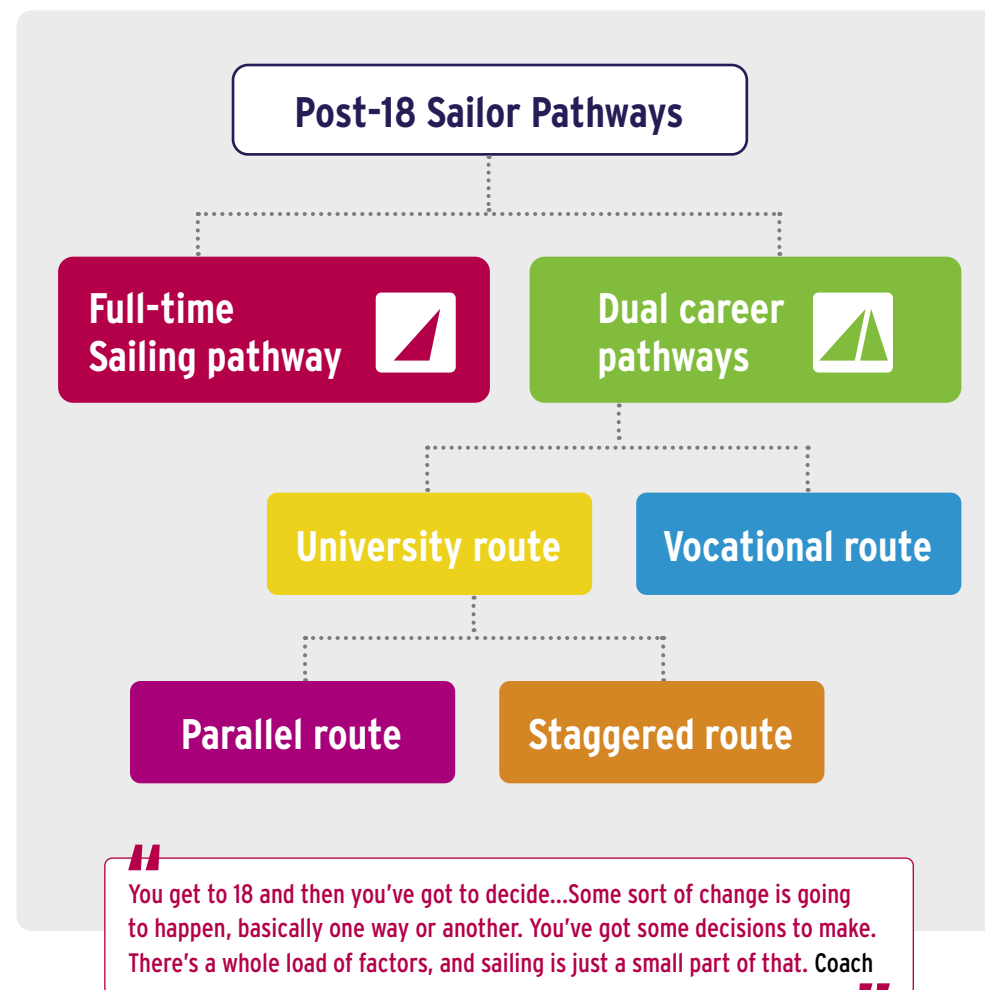 Post-18 Sailor Pathways
Full-time
Sailing pathway
Dual career
pathways
University route
Vocational route
Parallel route
Staggered route
“
You get to 18 and then you’ve got to decide...Some sort of change is going
to happen, basically one way or another. You’ve got some decisions to make.
There’s a whole load of factors, and sailing is just a small part of that. Coach
”